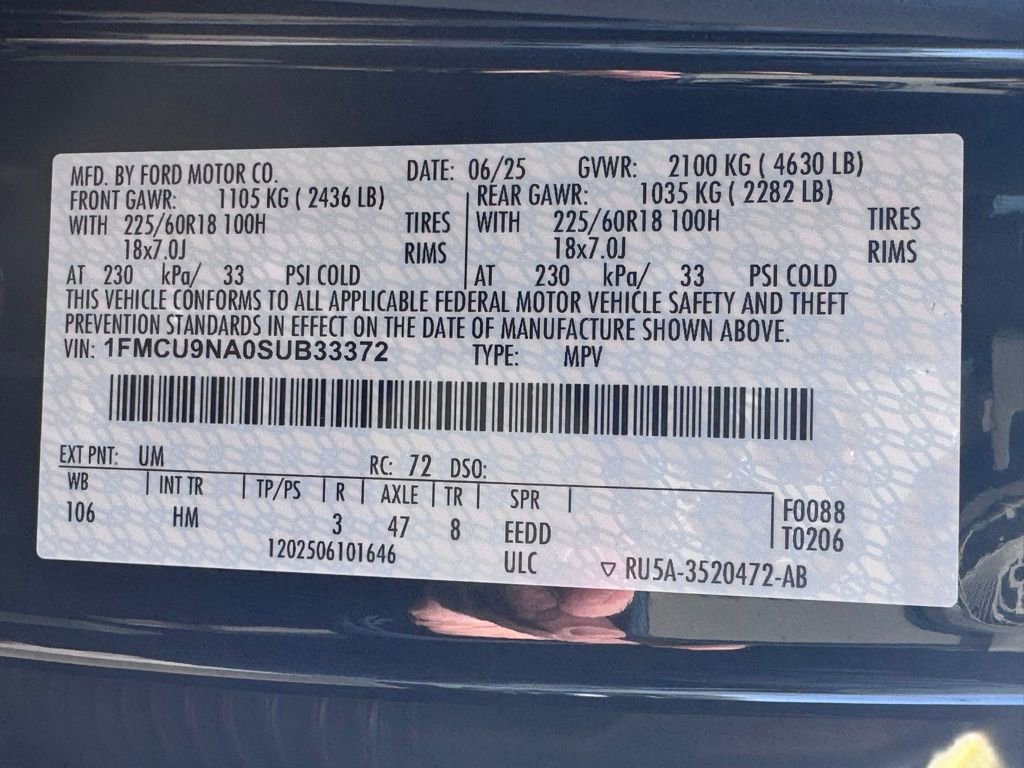 MFD. BY FORD MOTOR CO. DATE: 06/25 GVWR: 2100 KG ( 4630 LB)
FRONT GAWR: 1105 KG ( 2436 LB) REAR GAWR: 1035 KG ( 2282 LB)
WITH 225/60R18 100H TIRES WITH 225/60R18 100H TIRES
18x7.0J RIMS 18x7.0J RIMS
AT 230 kPa/ 33 PSI COLD AT 230 kPa/ 33 PSI COLD
THIS VEHICLE CONFORMS TO ALL APPLICABLE FEDERAL MOTOR VEHICLE SAFETY AND THEFT
PREVENTION STANDARDS IN EFFECT ON THE DATE OF MANUFACTURE SHOWN ABOVE.
VIN: 1FMCU9NA0SUB33372 TYPE: MPV
EXT PNT: UM RC: 72 DSO:
WB INT TR TP/PS R AXLE TR SPR F0088
106 HM 3 47 8 EEDD T0206
1202506101646 ULC ▽ RU5A-3520472-AB